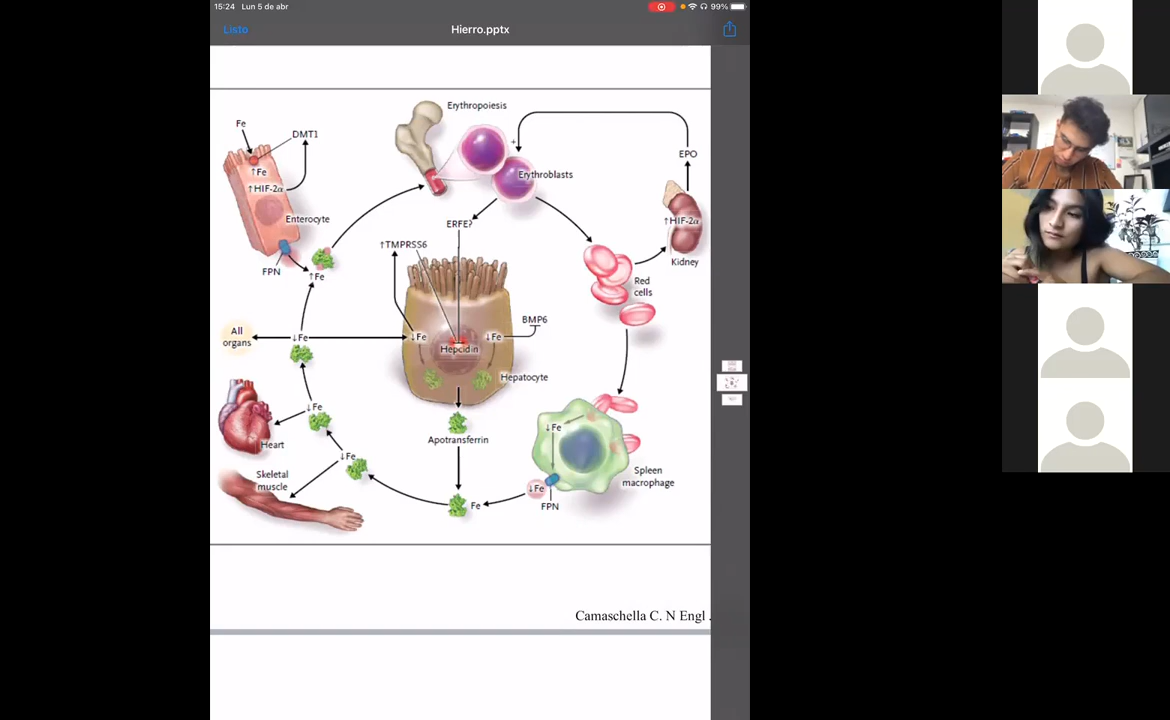 15:24 Lun 5 de abr
99%
Listo
Hierro.pptx
Erythropoiesis
Fe
DMT1
+
EPO
↑Fe
Erythroblasts
↑HIF-2α
Enterocyte
ERFE?
↑HIF-2α
↑TMPRSS6
Kidney
FPN
↑Fe
Red
cells
BMP6
All
organs
↓Fe
↓Fe
↓Fe
Hepcidin
Hepatocyte
↓Fe
↓Fe
Apotransferrin
Heart
↓Fe
Skeletal
muscle
Spleen
macrophage
↓Fe
Fe
FPN
Camaschella C. N Engl